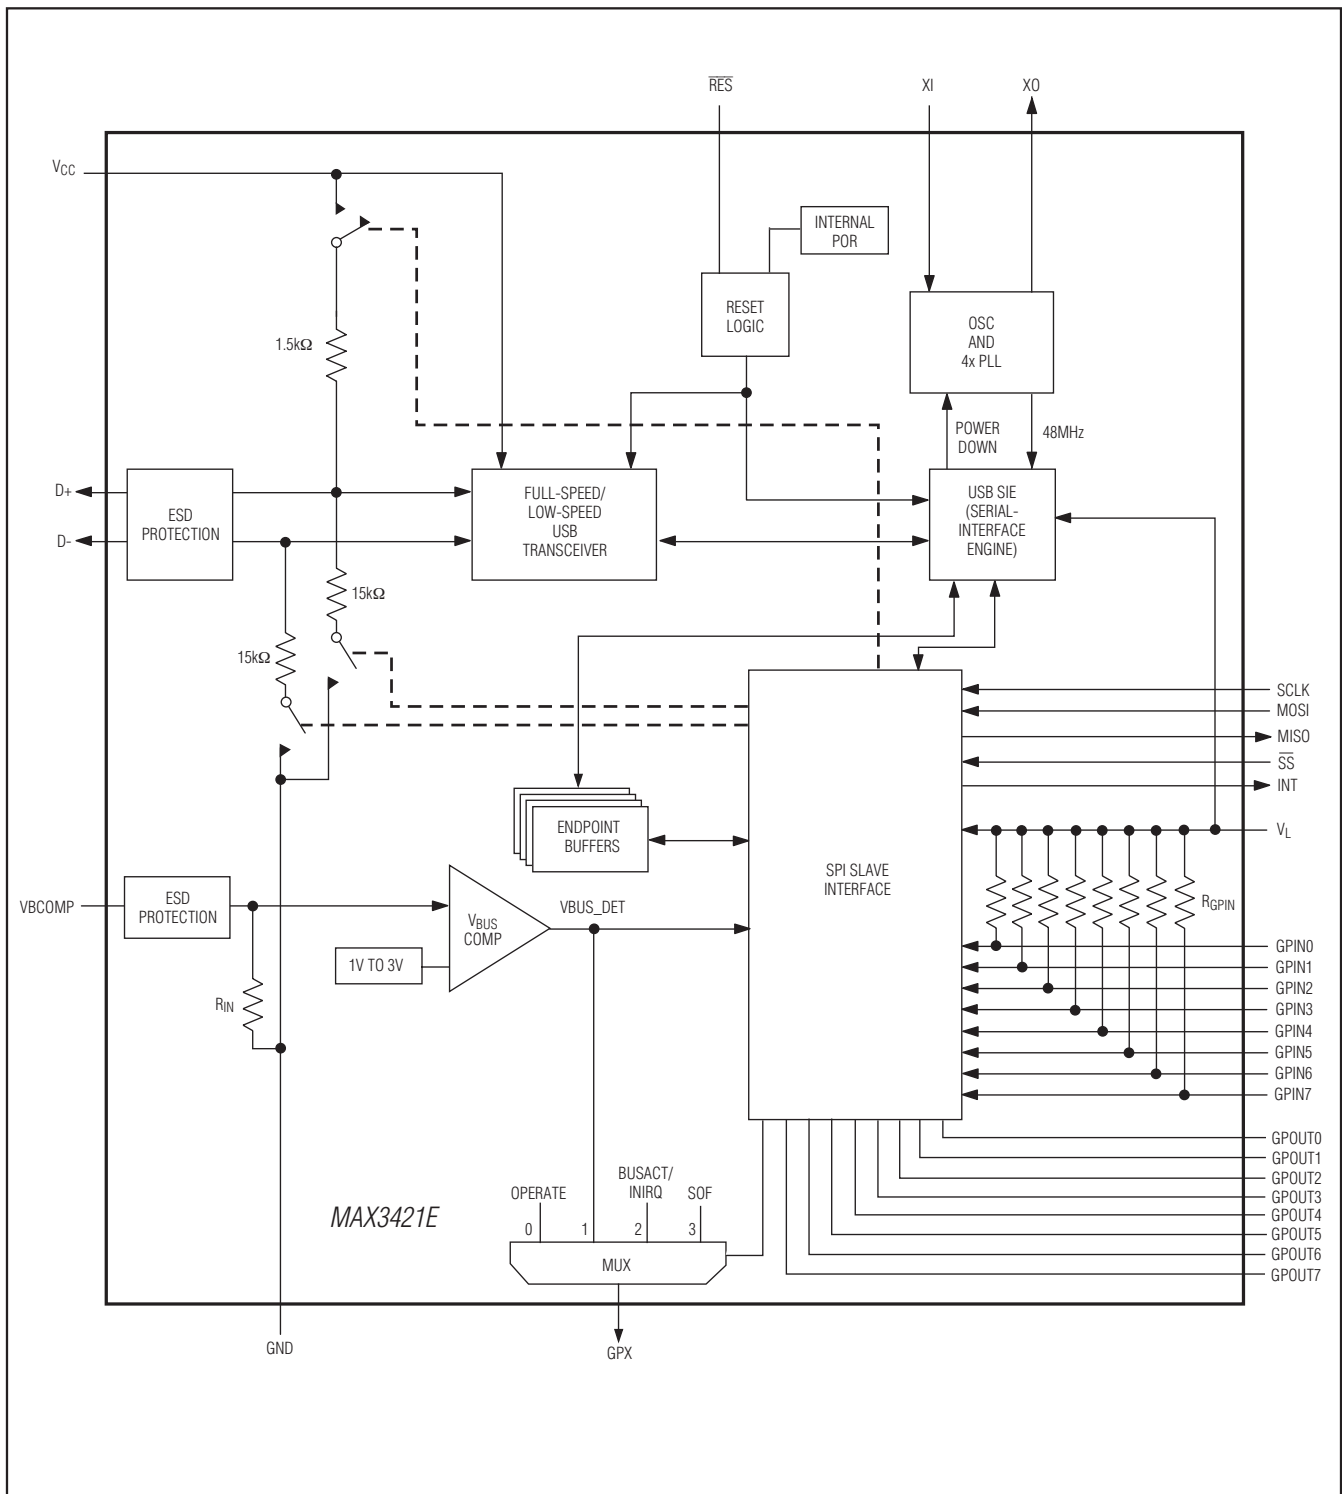 R̅E̅S̅
XI
XO
VCC
INTERNAL
POR
RESET
LOGIC
OSC
AND
4x PLL
1.5kΩ
POWER
DOWN
48MHz
D+
D-
ESD
PROTECTION
FULL-SPEED/
LOW-SPEED
USB
TRANSCEIVER
USB SIE
(SERIAL-
INTERFACE
ENGINE)
15kΩ
15kΩ
SCLK
MOSI
MISO
S̅S̅
INT
VL
ENDPOINT
BUFFERS
SPI SLAVE
INTERFACE
RGPIN
VBCOMP
ESD
PROTECTION
VBUS
COMP
VBUS_DET
1V TO 3V
RIN
GPIN0
GPIN1
GPIN2
GPIN3
GPIN4
GPIN5
GPIN6
GPIN7
GPOUT0
GPOUT1
GPOUT2
GPOUT3
GPOUT4
GPOUT5
GPOUT6
GPOUT7
OPERATE
BUSACT/
INIRQ
SOF
0
1
2
3
MUX
MAX3421E
GND
GPX